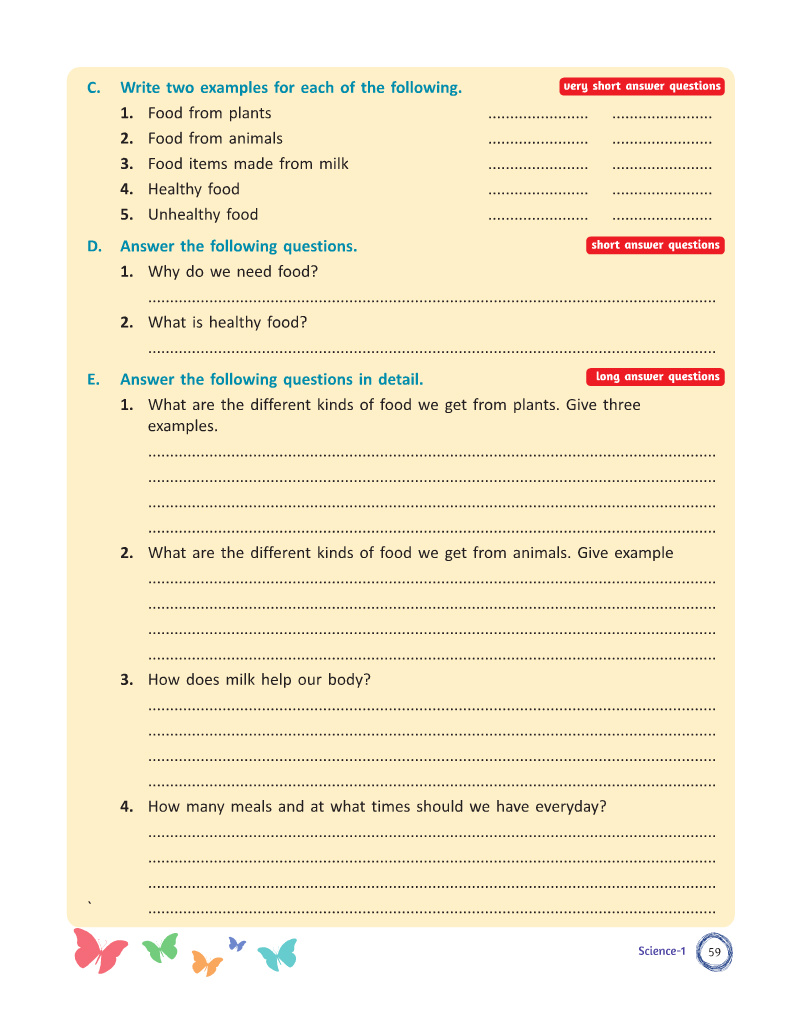 C. Write two examples for each of the following. very short answer questions
1. Food from plants ....................... .......................
2. Food from animals ....................... .......................
3. Food items made from milk ....................... .......................
4. Healthy food ....................... .......................
5. Unhealthy food ....................... .......................
D. Answer the following questions. short answer questions
1. Why do we need food?
..................................................................................................................................
2. What is healthy food?
..................................................................................................................................
E. Answer the following questions in detail. long answer questions
1. What are the different kinds of food we get from plants. Give three
examples.
..................................................................................................................................
..................................................................................................................................
..................................................................................................................................
..................................................................................................................................
2. What are the different kinds of food we get from animals. Give example
..................................................................................................................................
..................................................................................................................................
..................................................................................................................................
..................................................................................................................................
3. How does milk help our body?
..................................................................................................................................
..................................................................................................................................
..................................................................................................................................
..................................................................................................................................
4. How many meals and at what times should we have everyday?
..................................................................................................................................
..................................................................................................................................
..................................................................................................................................
` ..................................................................................................................................
Science-1 59